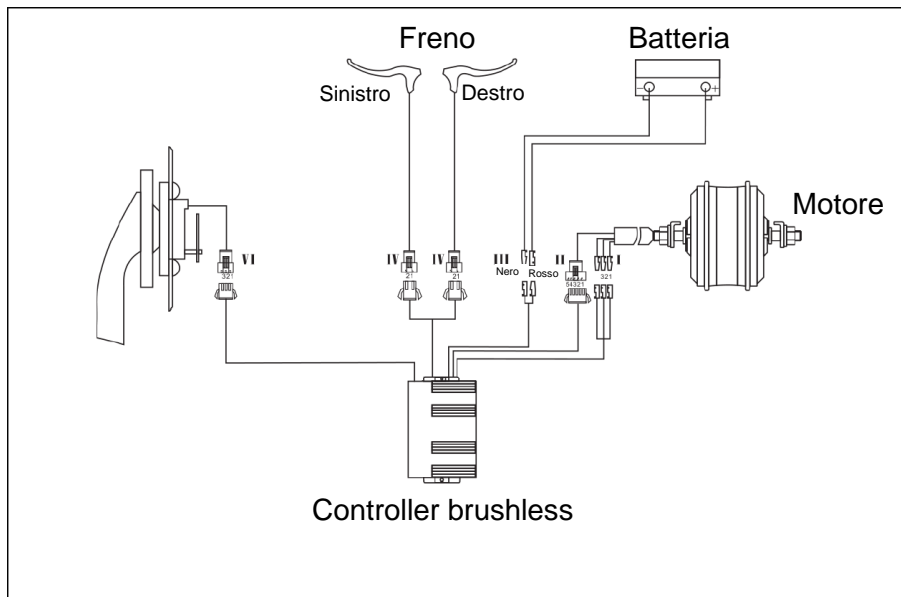 Freno
Batteria
Sinistro
Destro
- +
Motore
VI
IV
IV
III
II
I
Nero
Rosso
321
21
21
54321
321
Controller brushless